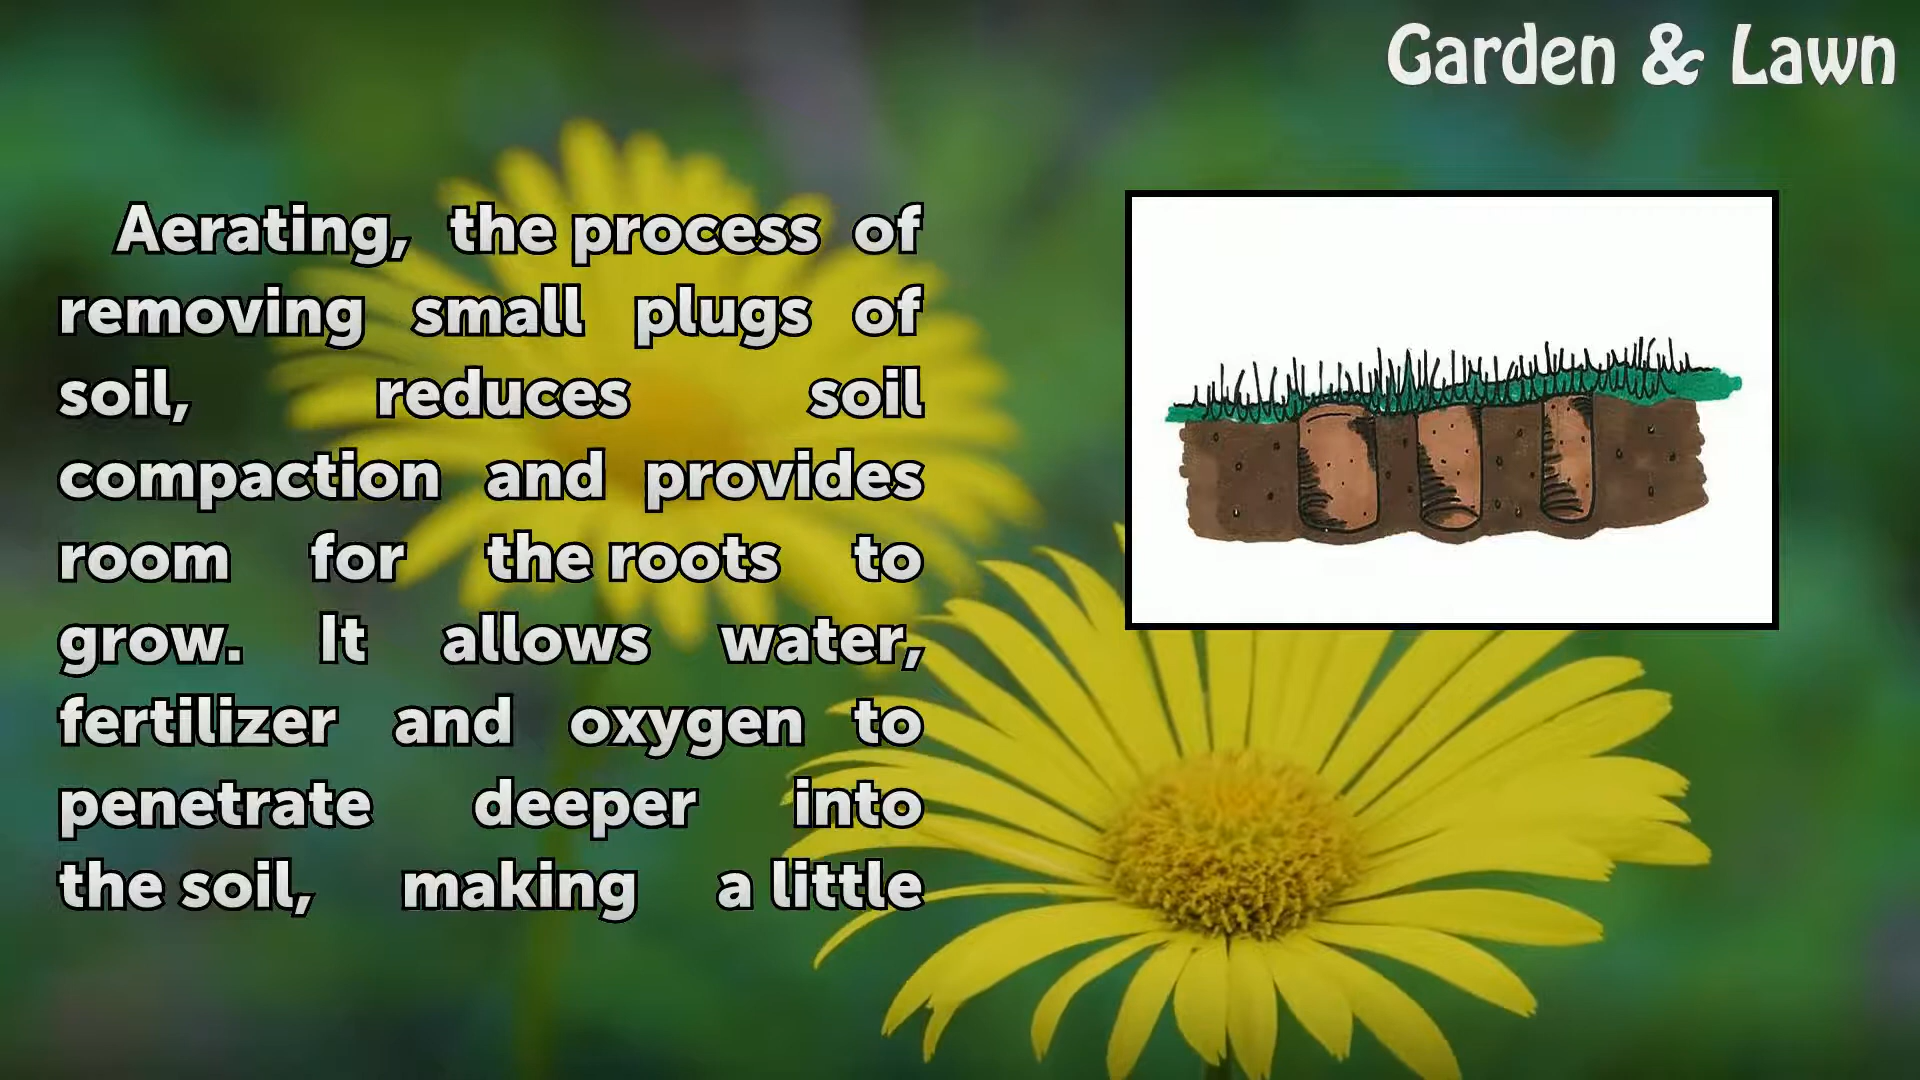 Garden & Lawn
Aerating, the process of
removing small plugs of
soil, reduces soil
compaction and provides
room for the roots to
grow. It allows water,
fertilizer and oxygen to
penetrate deeper into
the soil, making a little